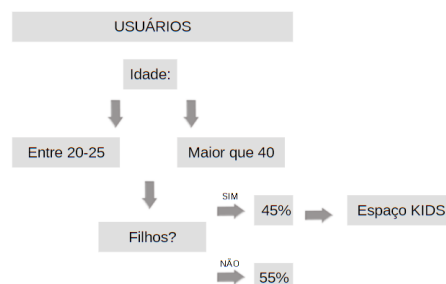 USUÁRIOS
Idade:
Entre 20-25
Maior que 40
Filhos?
SIM
45%
Espaço KIDS
NÃO
55%